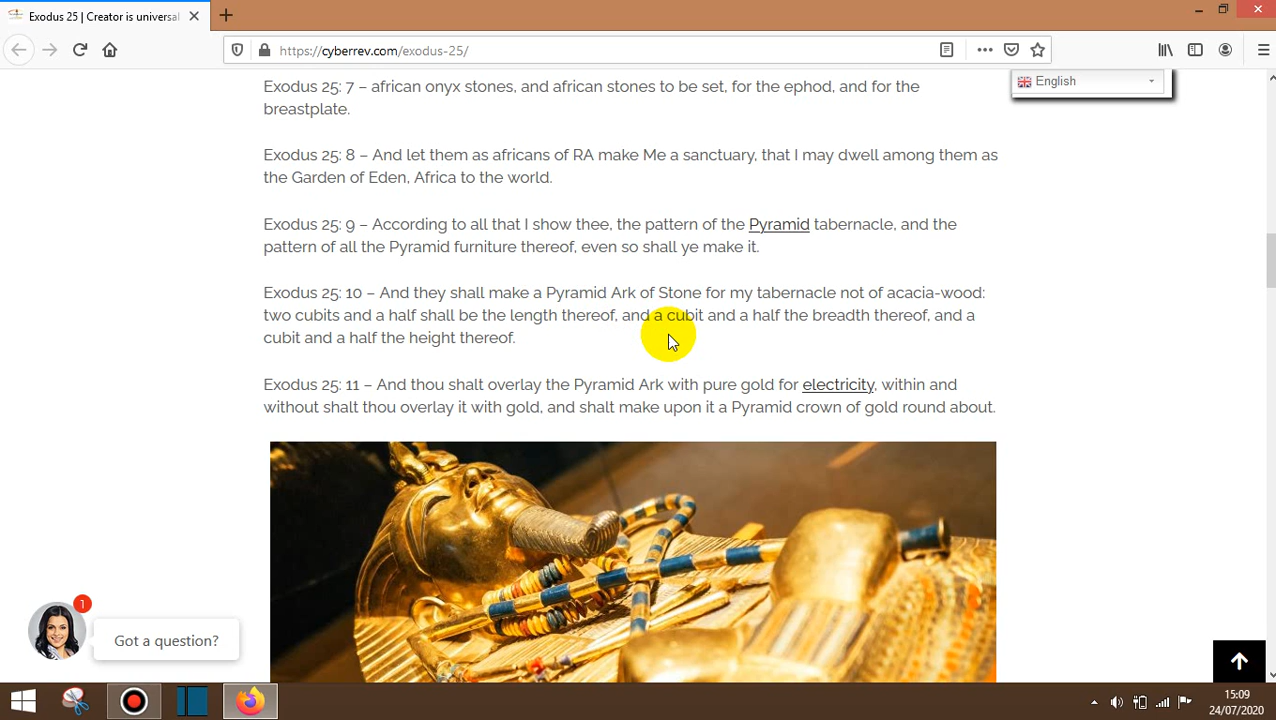 Exodus 25 | Creator is universal
https://cyberrev.com/exodus-25/
English
Exodus 25: 7 – african onyx stones, and african stones to be set, for the ephod, and for the
breastplate.
Exodus 25: 8 – And let them as africans of RA make Me a sanctuary, that I may dwell among them as
the Garden of Eden, Africa to the world.
Exodus 25: 9 – According to all that I show thee, the pattern of the Pyramid tabernacle, and the
pattern of all the Pyramid furniture thereof, even so shall ye make it.
Exodus 25: 10 – And they shall make a Pyramid Ark of Stone for my tabernacle not of acacia-wood:
two cubits and a half shall be the length thereof, and a cubit and a half the breadth thereof, and a
cubit and a half the height thereof.
Exodus 25: 11 – And thou shalt overlay the Pyramid Ark with pure gold for electricity, within and
without shalt thou overlay it with gold, and shalt make upon it a Pyramid crown of gold round about.
1
Got a question?
15:09
24/07/2020